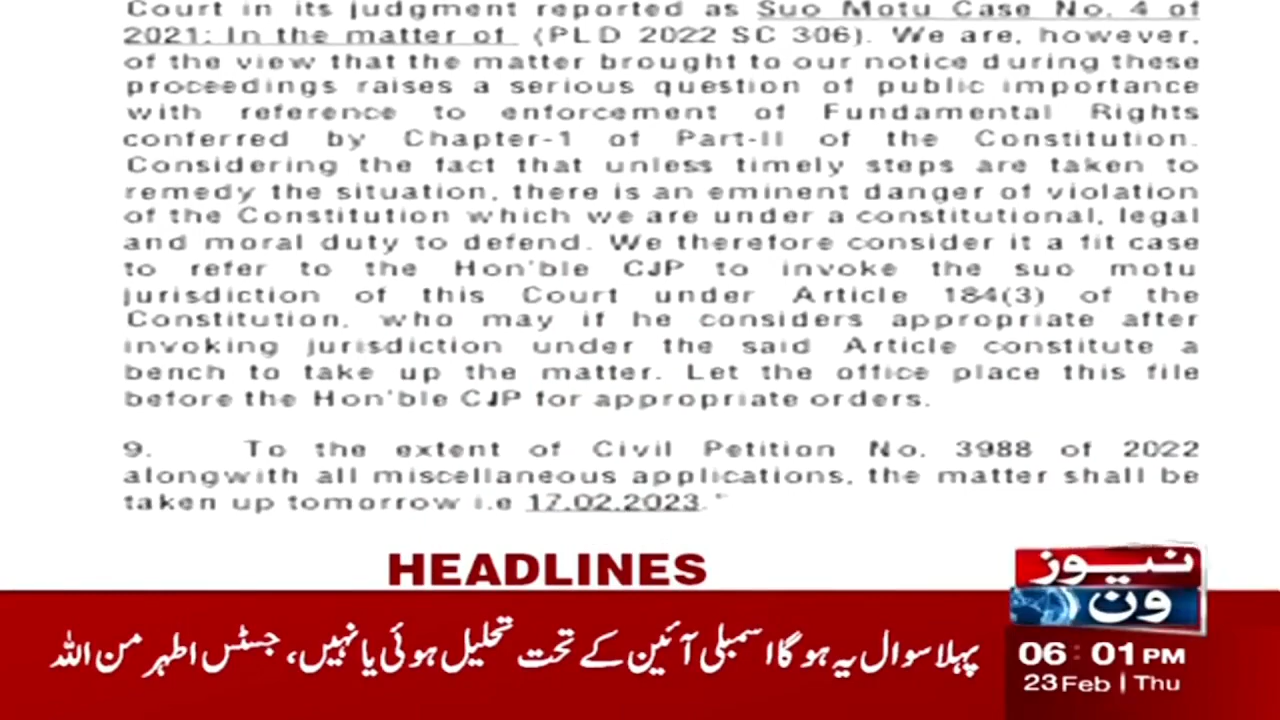 Court in its judgment reported as Suo Motu Case No. 4 of
2021: In the matter of (PLD 2022 SC 306). We are, however,
of the view that the matter brought to our notice during these
proceedings raises a serious question of public importance
with reference to enforcement of Fundamental Rights
conferred by Chapter-1 of Part-II of the Constitution.
Considering the fact that unless timely steps are taken to
remedy the situation, there is an eminent danger of violation
of the Constitution which we are under a constitutional, legal
and moral duty to defend. We therefore consider it a fit case
to refer to the Hon'ble CJP to invoke the suo motu
jurisdiction of this Court under Article 184(3) of the
Constitution, who may if he considers appropriate after
invoking jurisdiction under the said Article constitute a
bench to take up the matter. Let the office place this file
before the Hon'ble CJP for appropriate orders.
9. To the extent of Civil Petition No. 3988 of 2022
alongwith all miscellaneous applications, the matter shall be
taken up tomorrow i.e 17.02.2023."
HEADLINES
نیوز
ون
پہلا سوال یہ ہوگا اسمبلی آئین کے تحت تحلیل ہوئی یا نہیں، جسٹس اطہر من اللہ
06:01 PM
23 Feb | Thu